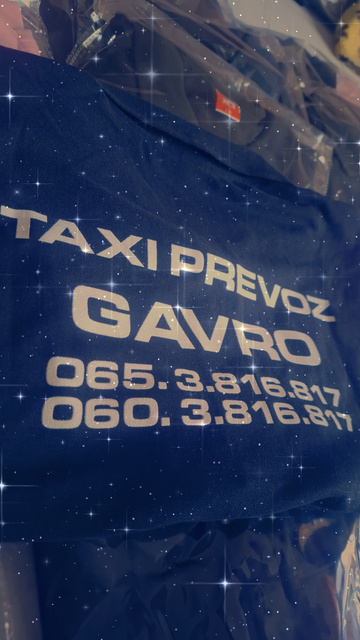 TAXI PREVOZ
GAVRO
065. 3.816.817
060. 3.816.817